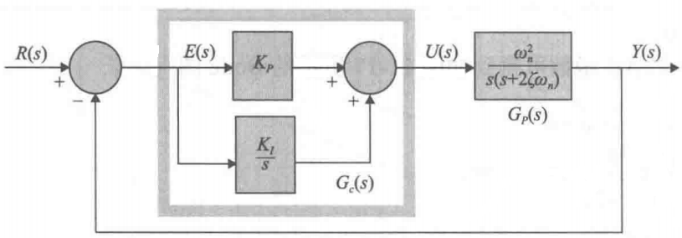 R(s)
+
−
E(s)
K_P
K_I
s
+
+
G_c(s)
U(s)
ω_n^2
s(s+2ζω_n)
G_P(s)
Y(s)